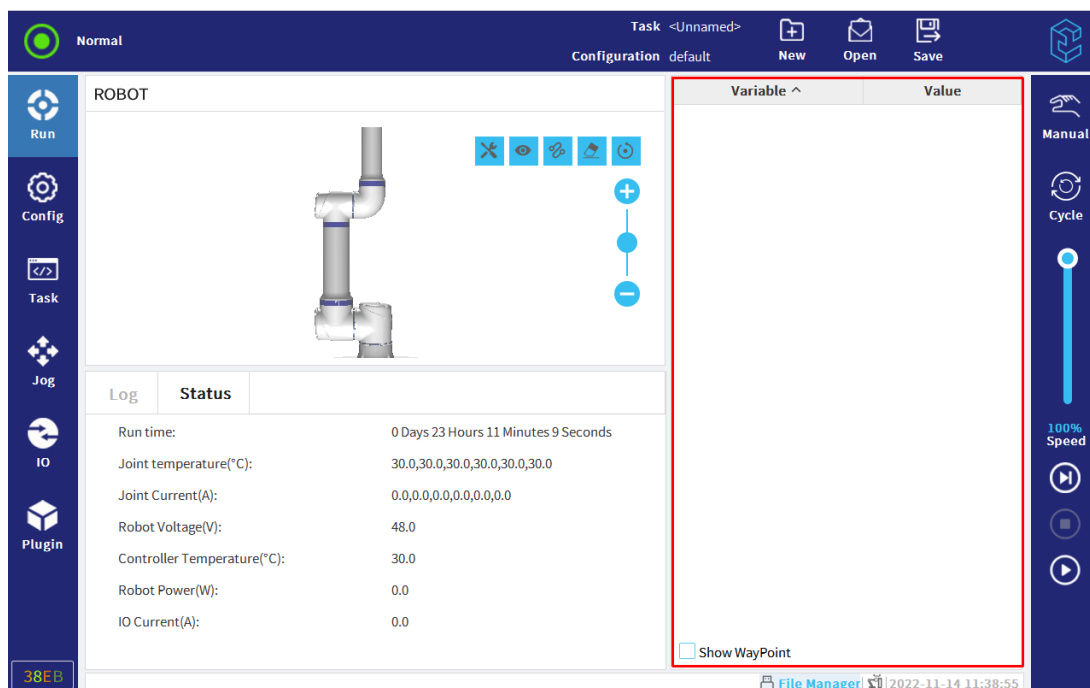 Normal
Task <Unnamed>
Configuration default
New
Open
Save
Run
Config
Task
Jog
IO
Plugin
38EB
ROBOT
Log
Status
Run time: 0 Days 23 Hours 11 Minutes 9 Seconds
Joint temperature(°C): 30.0,30.0,30.0,30.0,30.0,30.0
Joint Current(A): 0.0,0.0,0.0,0.0,0.0,0.0
Robot Voltage(V): 48.0
Controller Temperature(°C): 30.0
Robot Power(W): 0.0
IO Current(A): 0.0
Variable ^ Value
Show WayPoint
Manual
Cycle
100%
Speed
File Manager 2022-11-14 11:38:55